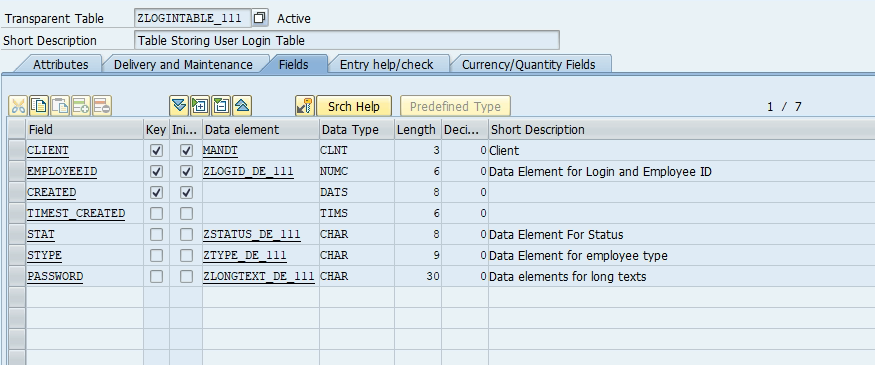 Transparent Table ZLOGINTABLE_111 Active
Short Description Table Storing User Login Table
Attributes Delivery and Maintenance Fields Entry help/check Currency/Quantity Fields
Srch Help Predefined Type 1 / 7
Field Key Ini... Data element Data Type Length Deci... Short Description
CLIENT MANDT CLNT 3 0 Client
EMPLOYEEID ZLOGID_DE_111 NUMC 6 0 Data Element for Login and Employee ID
CREATED DATS 8 0
TIMEST_CREATED TIMS 6 0
STAT ZSTATUS_DE_111 CHAR 8 0 Data Element For Status
STYPE ZTYPE_DE_111 CHAR 9 0 Data Element for employee type
PASSWORD ZLONGTEXT_DE_111 CHAR 30 0 Data elements for long texts